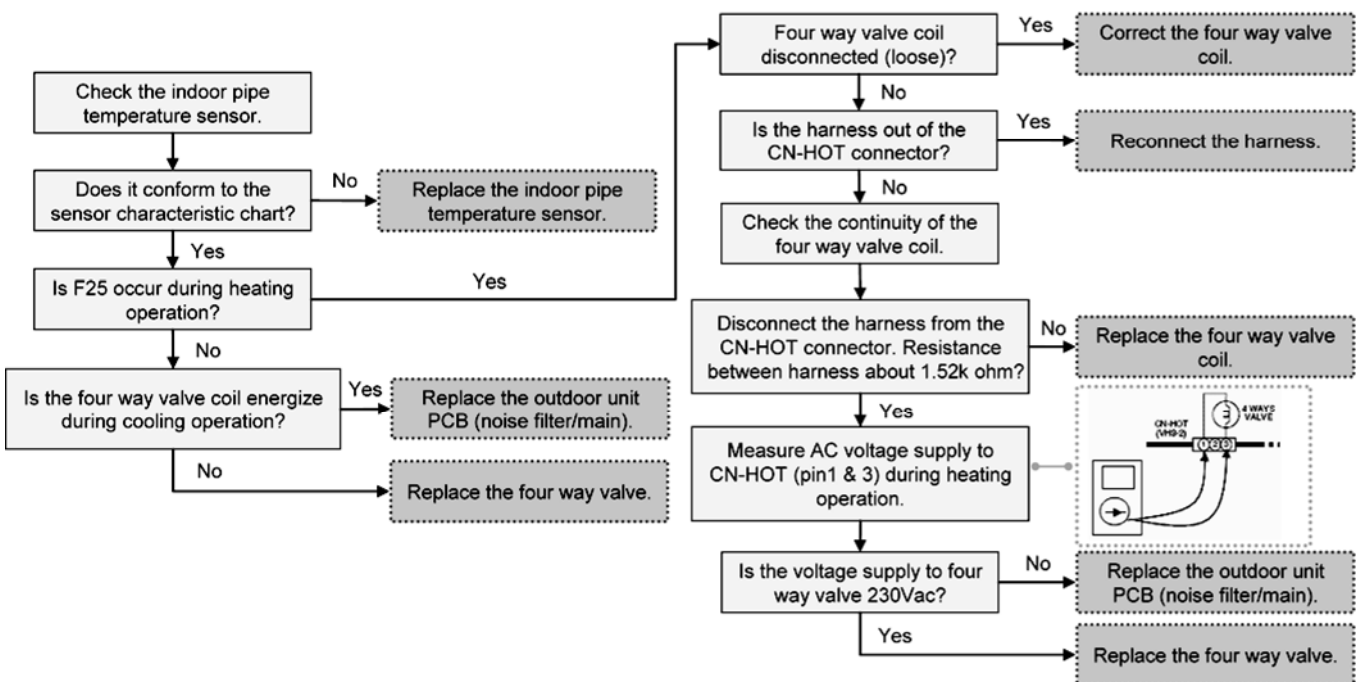 Check the indoor pipe
temperature sensor.
Does it conform to the
sensor characteristic chart?
No
Replace the indoor pipe
temperature sensor.
Yes
Is F25 occur during heating
operation?
Yes
No
Is the four way valve coil energize
during cooling operation?
Yes
Replace the outdoor unit
PCB (noise filter/main).
No
Replace the four way valve.
Four way valve coil
disconnected (loose)?
Yes
Correct the four way valve
coil.
No
Is the harness out of the
CN-HOT connector?
Yes
Reconnect the harness.
No
Check the continuity of the
four way valve coil.
Disconnect the harness from the
CN-HOT connector. Resistance
between harness about 1.52k ohm?
No
Replace the four way valve
coil.
Yes
Measure AC voltage supply to
CN-HOT (pin1 & 3) during heating
operation.
4 WAYS
VALVE
CN-HOT
(VH9-2)
1 2 3
Is the voltage supply to four
way valve 230Vac?
No
Replace the outdoor unit
PCB (noise filter/main).
Yes
Replace the four way valve.